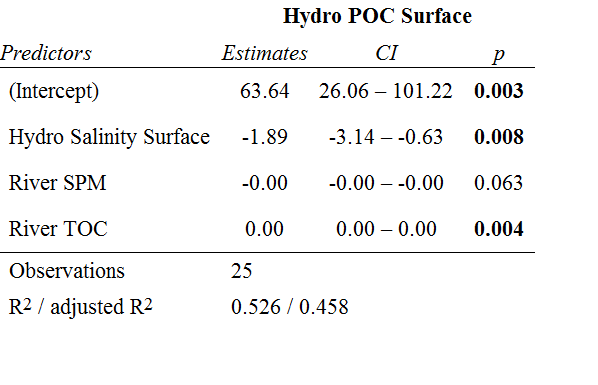 Hydro POC Surface
Predictors Estimates CI p
(Intercept) 63.64 26.06 – 101.22 0.003
Hydro Salinity Surface -1.89 -3.14 – -0.63 0.008
River SPM -0.00 -0.00 – -0.00 0.063
River TOC 0.00 0.00 – 0.00 0.004
Observations 25
R2 / adjusted R2 0.526 / 0.458